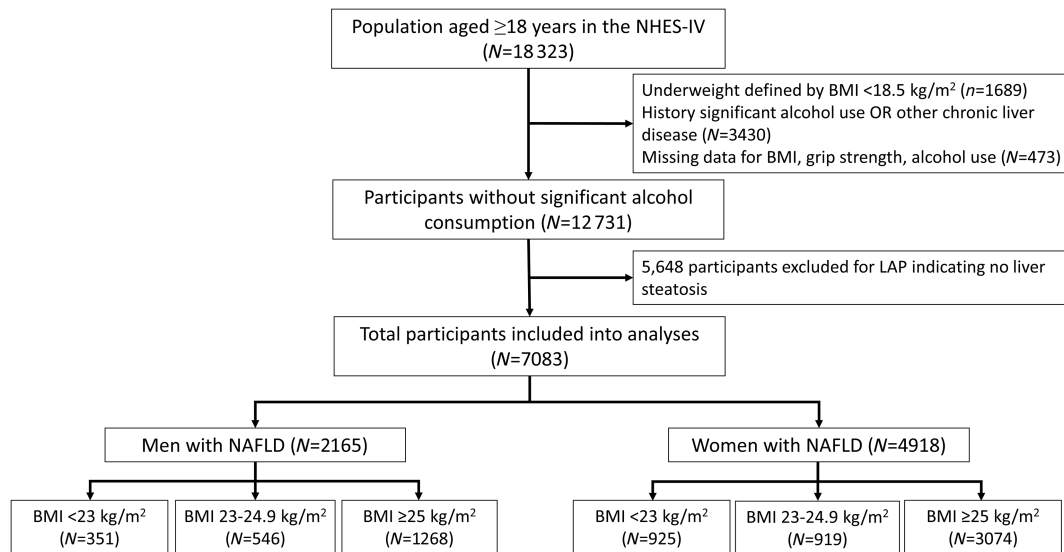 Population aged ≥18 years in the NHES-IV
(N=18 323)
Underweight defined by BMI <18.5 kg/m² (n=1689)
History significant alcohol use OR other chronic liver
disease (N=3430)
Missing data for BMI, grip strength, alcohol use (N=473)
Participants without significant alcohol
consumption (N=12 731)
5,648 participants excluded for LAP indicating no liver
steatosis
Total participants included into analyses
(N=7083)
Men with NAFLD (N=2165)
Women with NAFLD (N=4918)
BMI <23 kg/m²
(N=351)
BMI 23-24.9 kg/m²
(N=546)
BMI ≥25 kg/m²
(N=1268)
BMI <23 kg/m²
(N=925)
BMI 23-24.9 kg/m²
(N=919)
BMI ≥25 kg/m²
(N=3074)